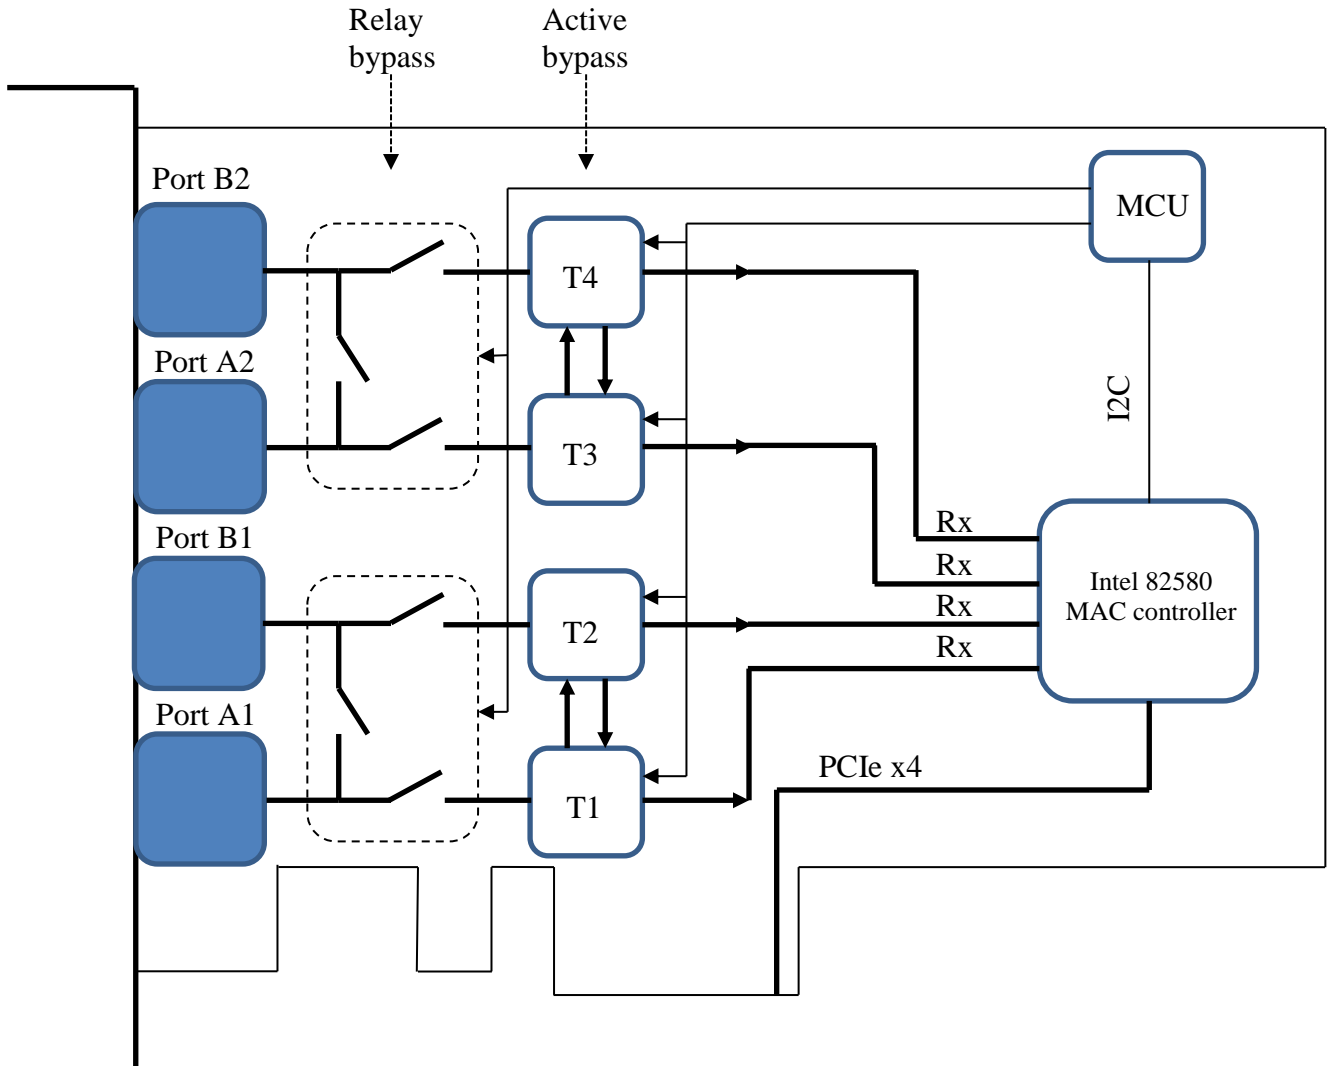 Relay
bypass
Active
bypass
Port B2
MCU
T4
Port A2
I2C
T3
Port B1
Rx
Rx
Intel 82580
MAC controller
Rx
T2
Rx
Port A1
PCIe x4
T1